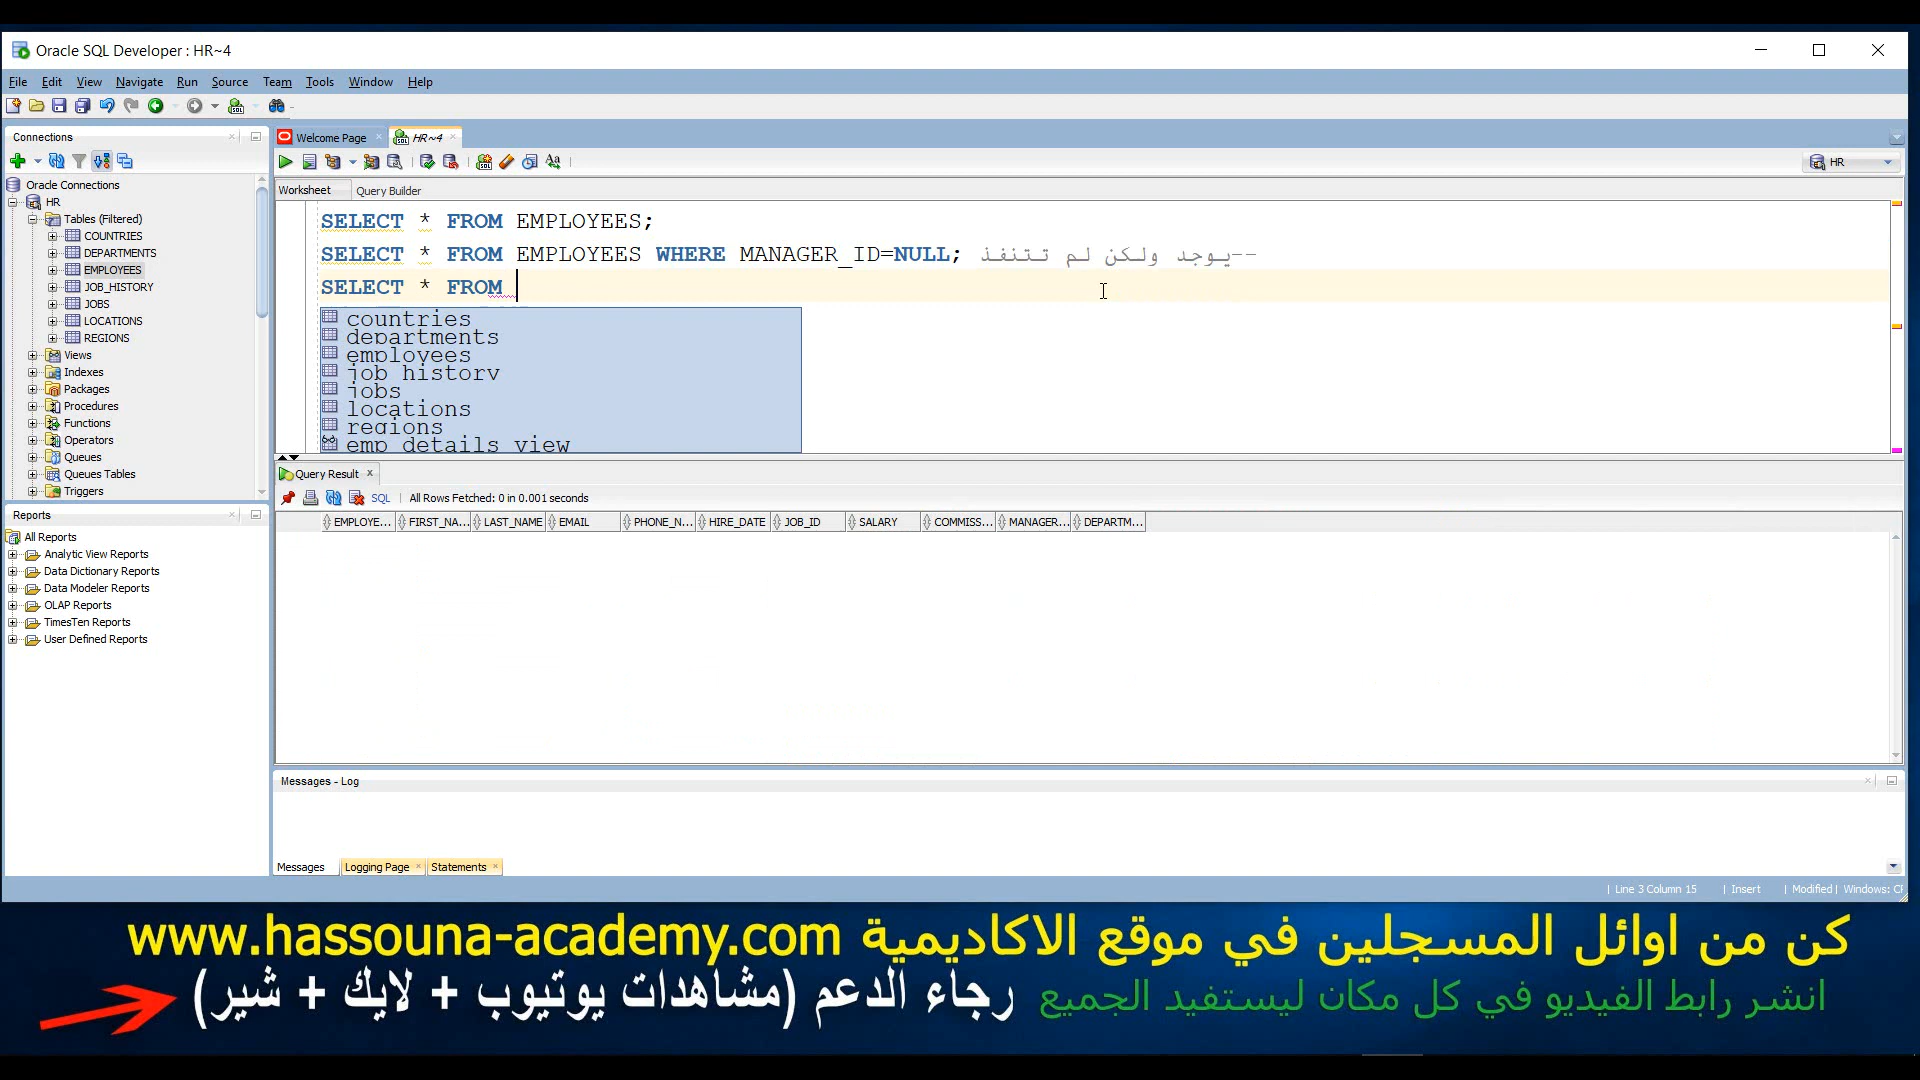 Oracle SQL Developer : HR~4
File Edit View Navigate Run Source Team Tools Window Help
Connections
Welcome Page
HR~4
HR
Oracle Connections
HR
Tables (Filtered)
COUNTRIES
DEPARTMENTS
EMPLOYEES
JOB_HISTORY
JOBS
LOCATIONS
REGIONS
Views
Indexes
Packages
Procedures
Functions
Operators
Queues
Queues Tables
Triggers
Reports
All Reports
Analytic View Reports
Data Dictionary Reports
Data Modeler Reports
OLAP Reports
TimesTen Reports
User Defined Reports
Worksheet Query Builder
SELECT * FROM EMPLOYEES;
SELECT * FROM EMPLOYEES WHERE MANAGER_ID=NULL; --يوجد ولكن لم تتنفذ
SELECT * FROM
countries
departments
employees
job_history
jobs
locations
regions
emp_details_view
Query Result
SQL | All Rows Fetched: 0 in 0.001 seconds
EMPLOYE... FIRST_NA... LAST_NAME EMAIL PHONE_N... HIRE_DATE JOB_ID SALARY COMMISS... MANAGER... DEPARTM...
Messages - Log
Messages Logging Page Statements
| Line 3 Column 15 | Insert | Modified | Windows: CF
كن من اوائل المسجلين في موقع الاكاديمية www.hassouna-academy.com
انشر رابط الفيديو في كل مكان ليستفيد الجميع رجاء الدعم (مشاهدات يوتيوب + لايك + شير)